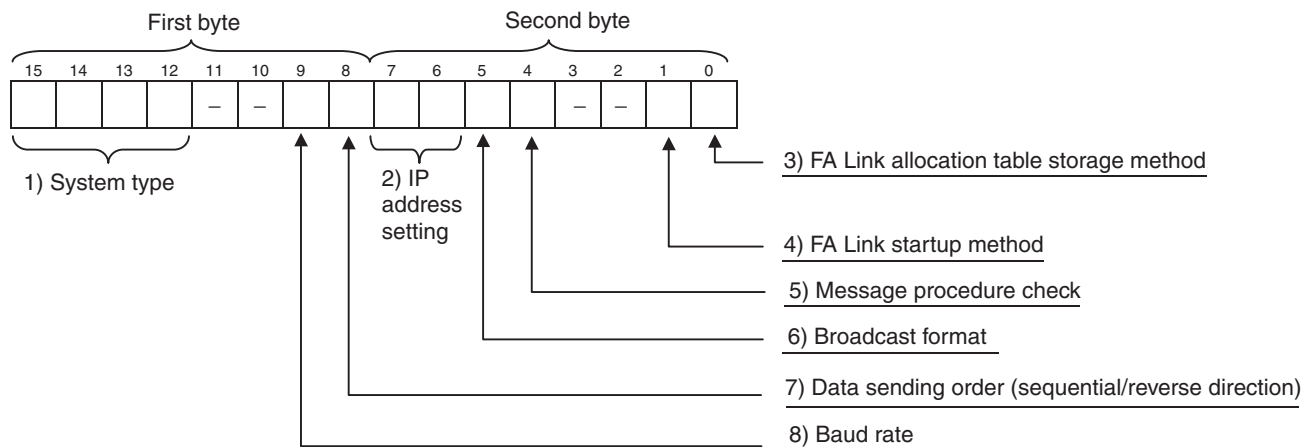 First byte Second byte
15 14 13 12 11 10 9 8 7 6 5 4 3 2 1 0
– – – –
1) System type
2) IP
address
setting
3) FA Link allocation table storage method
4) FA Link startup method
5) Message procedure check
6) Broadcast format
7) Data sending order (sequential/reverse direction)
8) Baud rate